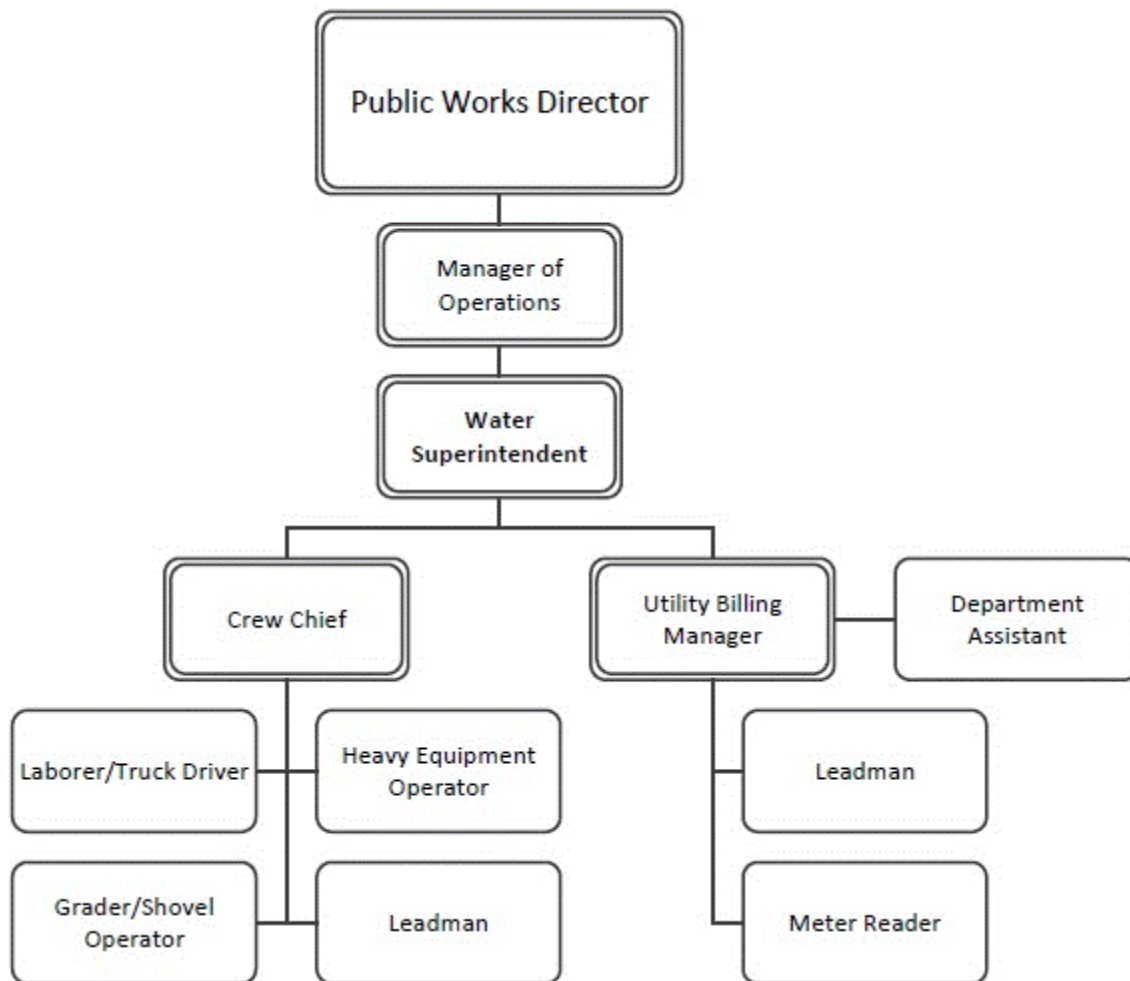 Public Works Director
Manager of
Operations
Water
Superintendent
Crew Chief
Utility Billing
Manager
Department
Assistant
Laborer/Truck Driver
Heavy Equipment
Operator
Leadman
Grader/Shovel
Operator
Leadman
Meter Reader